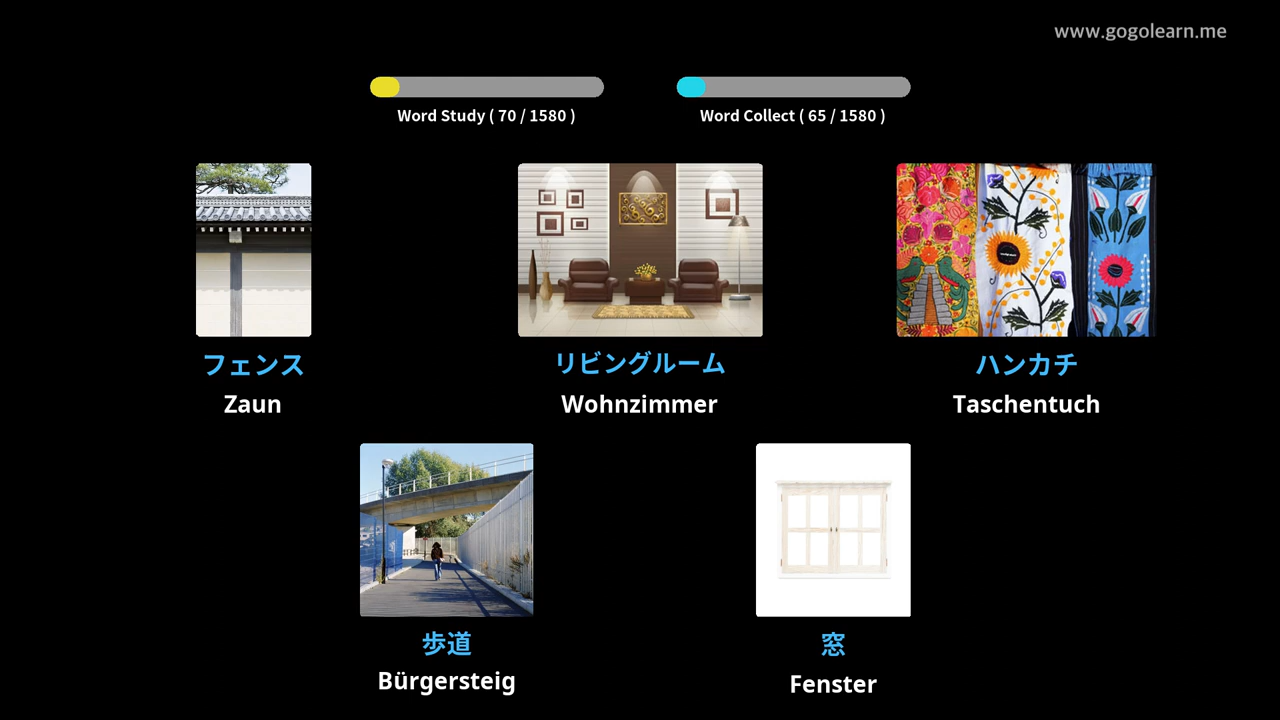 www.gogolearn.me
Word Study ( 70 / 1580 )
Word Collect ( 65 / 1580 )
フェンス
Zaun
リビングルーム
Wohnzimmer
ハンカチ
Taschentuch
歩道
Bürgersteig
窓
Fenster